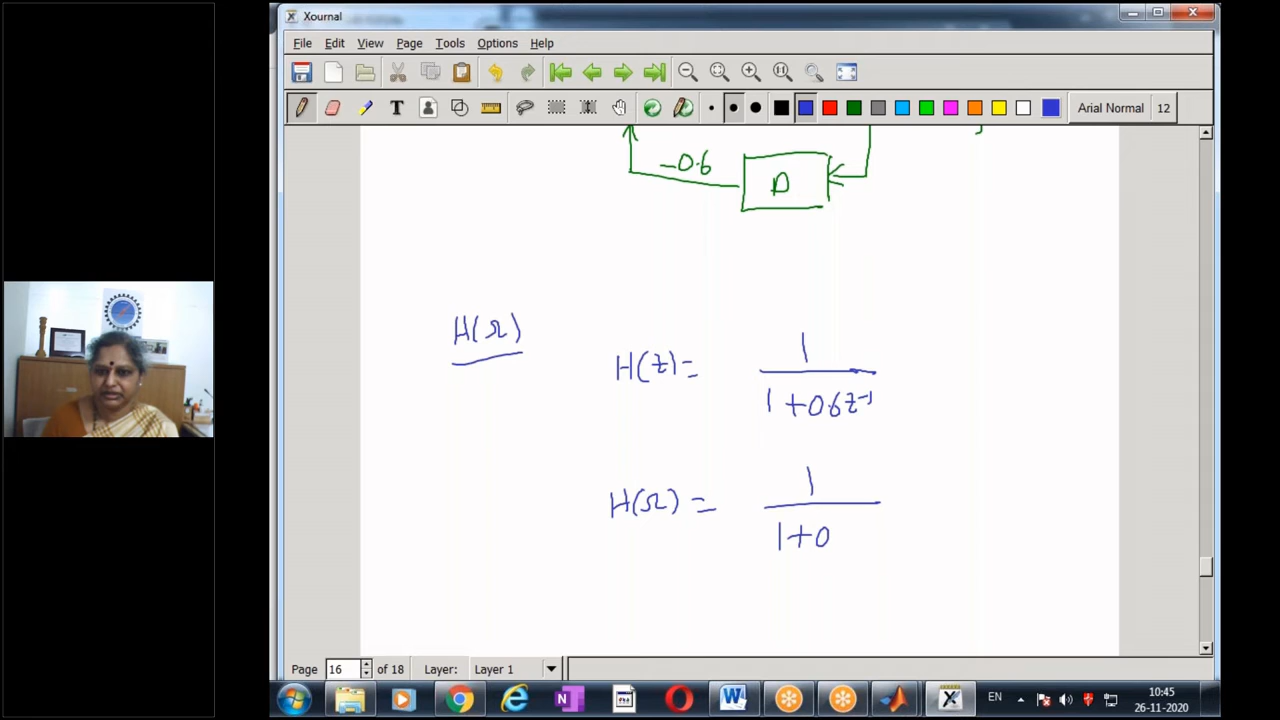 Xournal
File Edit View Page Tools Options Help
Arial Normal 12
-0.6
D
H(Ω)
H(z)= 1
1+0.6z-1
H(Ω) = 1
1+0
Page 16 of 18 Layer: Layer 1
EN 10:45
26-11-2020